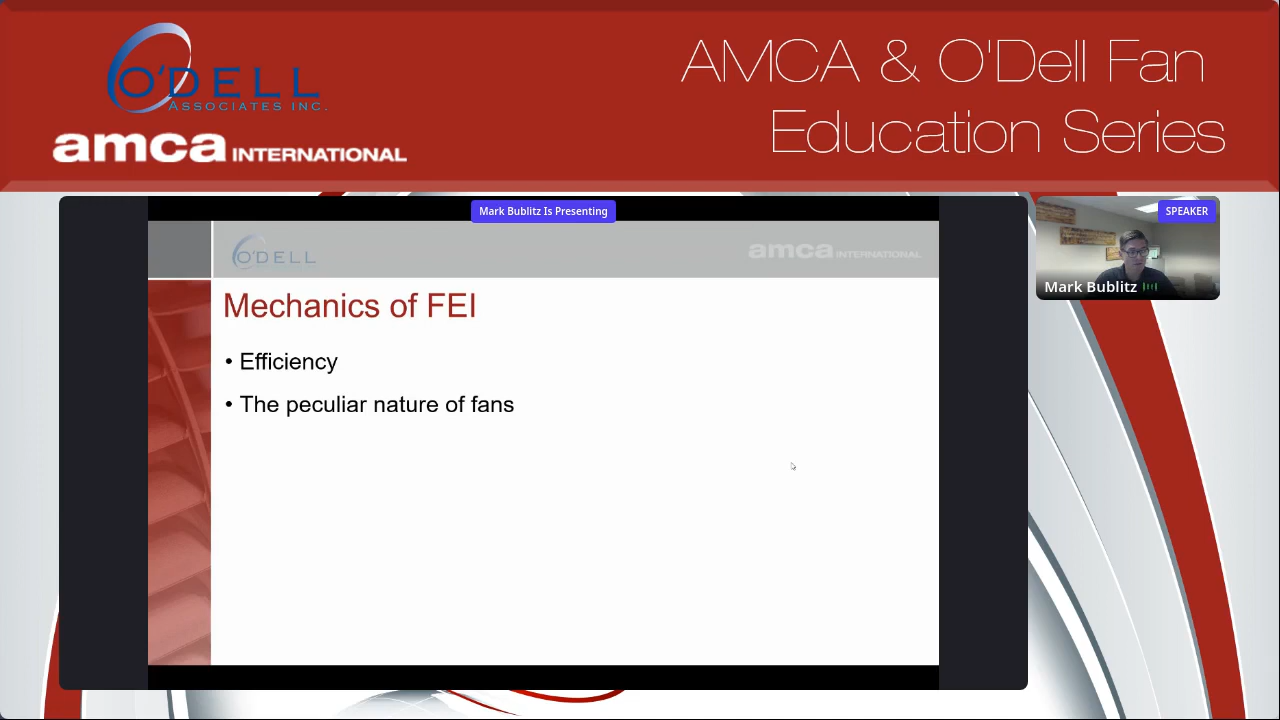 O'DELL
ASSOCIATES INC.
amca INTERNATIONAL
AMCA & O'Dell Fan
Education Series
Mark Bublitz Is Presenting
SPEAKER
Mark Bublitz
O'DELL
amca INTERNATIONAL
Mechanics of FEI
• Efficiency
• The peculiar nature of fans